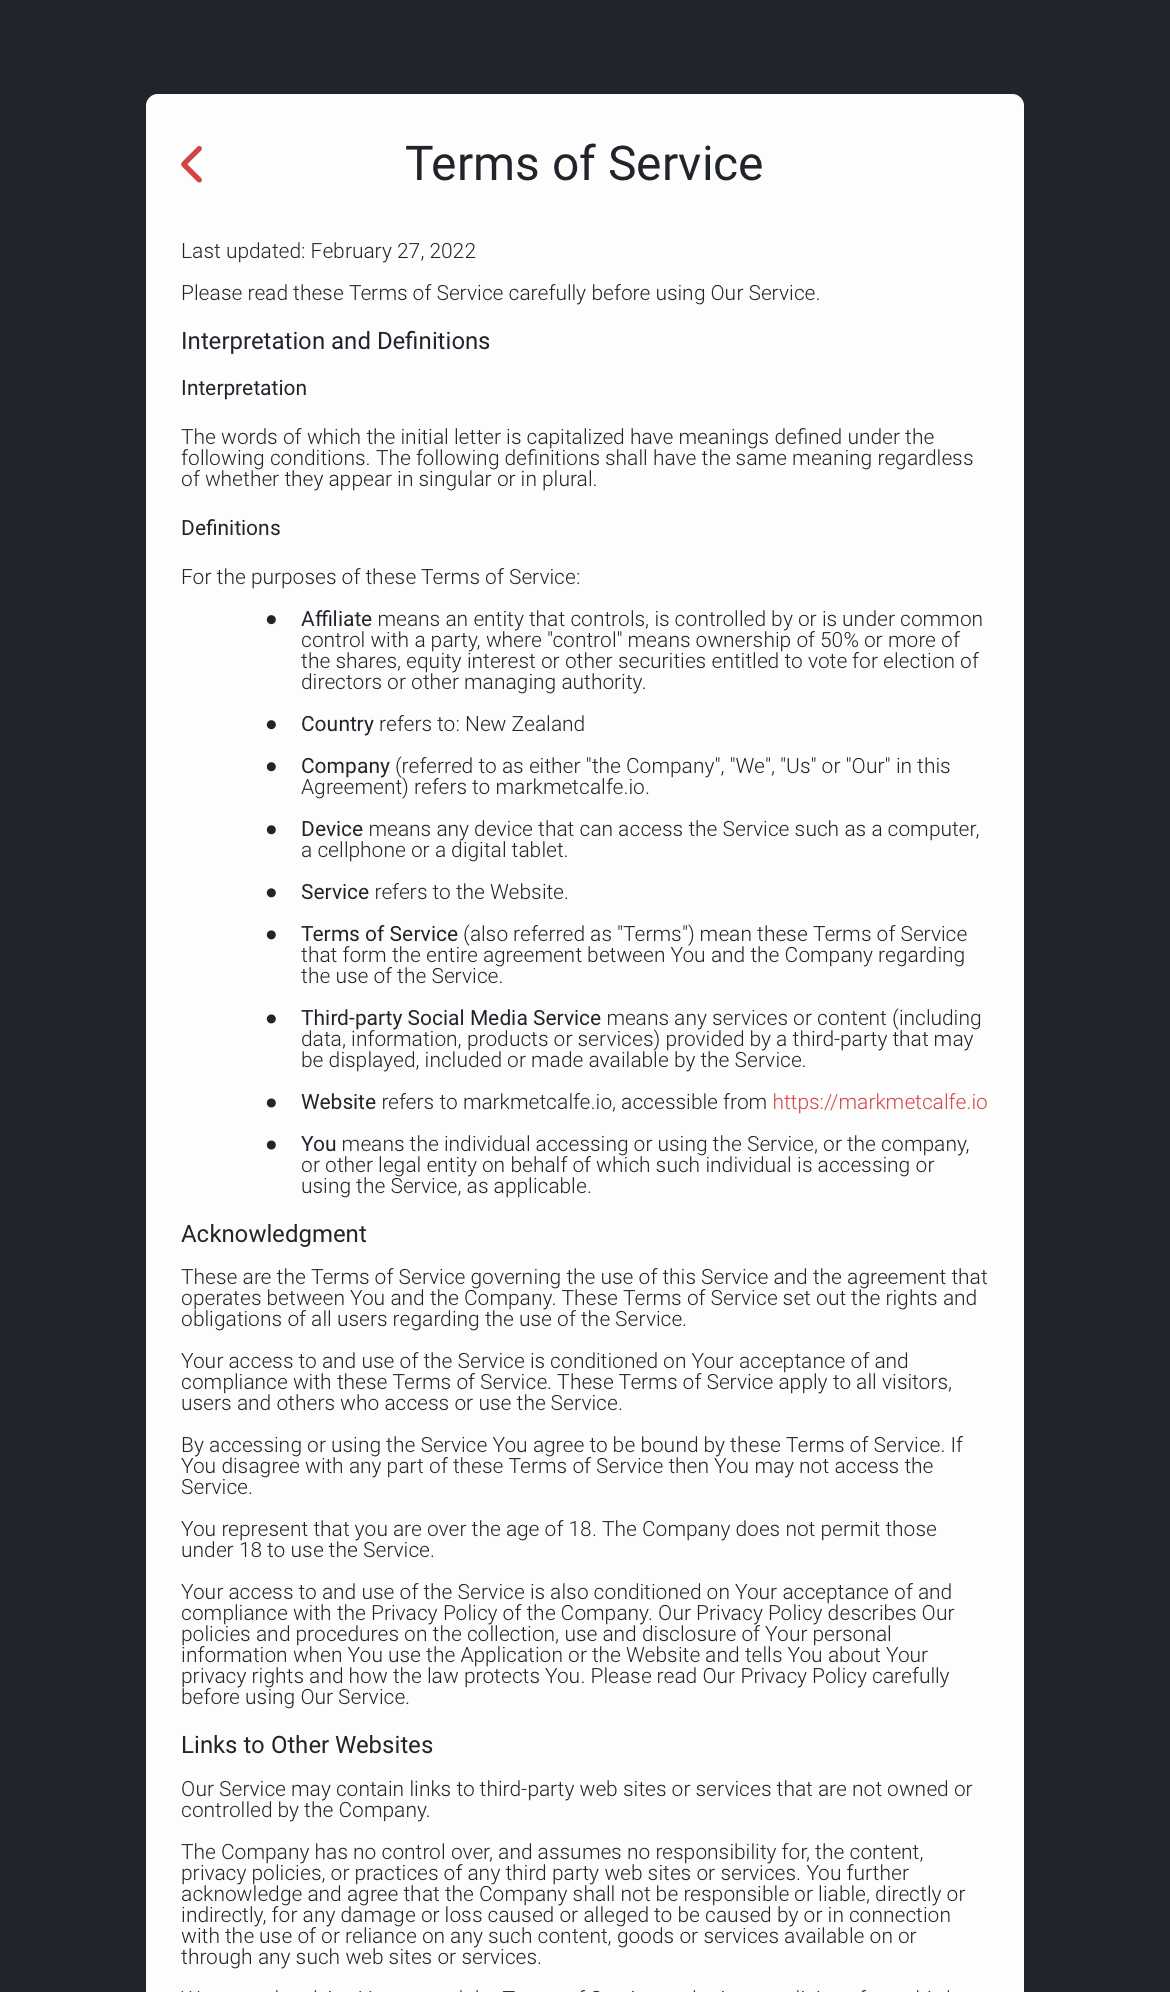 Terms of Service
Last updated: February 27, 2022
Please read these Terms of Service carefully before using Our Service.
Interpretation and Definitions
Interpretation
The words of which the initial letter is capitalized have meanings defined under the
following conditions. The following definitions shall have the same meaning regardless
of whether they appear in singular or in plural.
Definitions
For the purposes of these Terms of Service:
● Affiliate means an entity that controls, is controlled by or is under common
control with a party, where "control" means ownership of 50% or more of
the shares, equity interest or other securities entitled to vote for election of
directors or other managing authority.
● Country refers to: New Zealand
● Company (referred to as either "the Company", "We", "Us" or "Our" in this
Agreement) refers to markmetcalfe.io.
● Device means any device that can access the Service such as a computer,
a cellphone or a digital tablet.
● Service refers to the Website.
● Terms of Service (also referred as "Terms") mean these Terms of Service
that form the entire agreement between You and the Company regarding
the use of the Service.
● Third-party Social Media Service means any services or content (including
data, information, products or services) provided by a third-party that may
be displayed, included or made available by the Service.
● Website refers to markmetcalfe.io, accessible from https://markmetcalfe.io
● You means the individual accessing or using the Service, or the company,
or other legal entity on behalf of which such individual is accessing or
using the Service, as applicable.
Acknowledgment
These are the Terms of Service governing the use of this Service and the agreement that
operates between You and the Company. These Terms of Service set out the rights and
obligations of all users regarding the use of the Service.
Your access to and use of the Service is conditioned on Your acceptance of and
compliance with these Terms of Service. These Terms of Service apply to all visitors,
users and others who access or use the Service.
By accessing or using the Service You agree to be bound by these Terms of Service. If
You disagree with any part of these Terms of Service then You may not access the
Service.
You represent that you are over the age of 18. The Company does not permit those
under 18 to use the Service.
Your access to and use of the Service is also conditioned on Your acceptance of and
compliance with the Privacy Policy of the Company. Our Privacy Policy describes Our
policies and procedures on the collection, use and disclosure of Your personal
information when You use the Application or the Website and tells You about Your
privacy rights and how the law protects You. Please read Our Privacy Policy carefully
before using Our Service.
Links to Other Websites
Our Service may contain links to third-party web sites or services that are not owned or
controlled by the Company.
The Company has no control over, and assumes no responsibility for, the content,
privacy policies, or practices of any third party web sites or services. You further
acknowledge and agree that the Company shall not be responsible or liable, directly or
indirectly, for any damage or loss caused or alleged to be caused by or in connection
with the use of or reliance on any such content, goods or services available on or
through any such web sites or services.